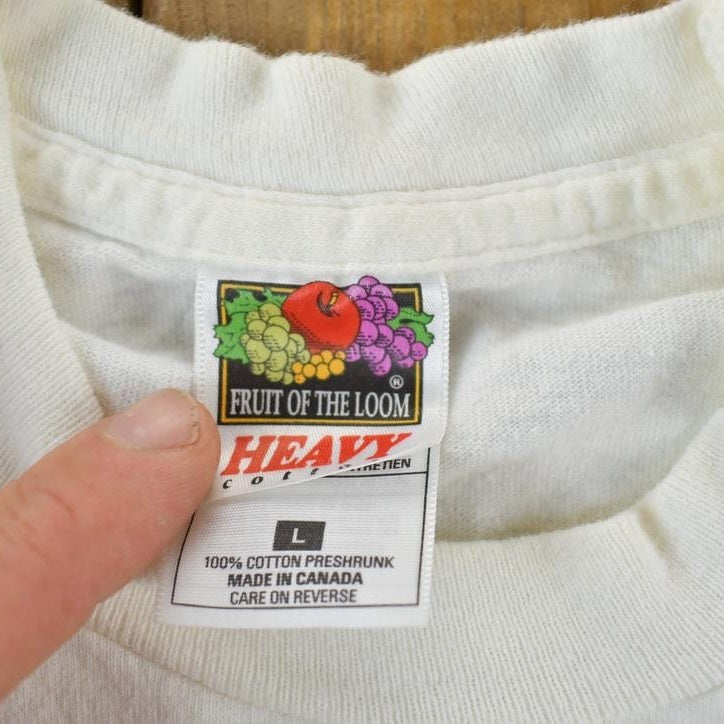 ®
FRUIT OF THE LOOM
HEAVY
L
100% COTTON PRESHRUNK
MADE IN CANADA
CARE ON REVERSE